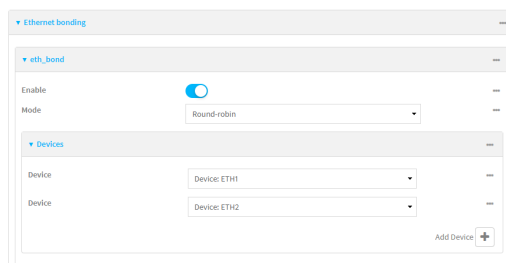 Ethernet bonding
eth_bond
Enable
Mode Round-robin
Devices
Device Device: ETH1
Device Device: ETH2
Add Device